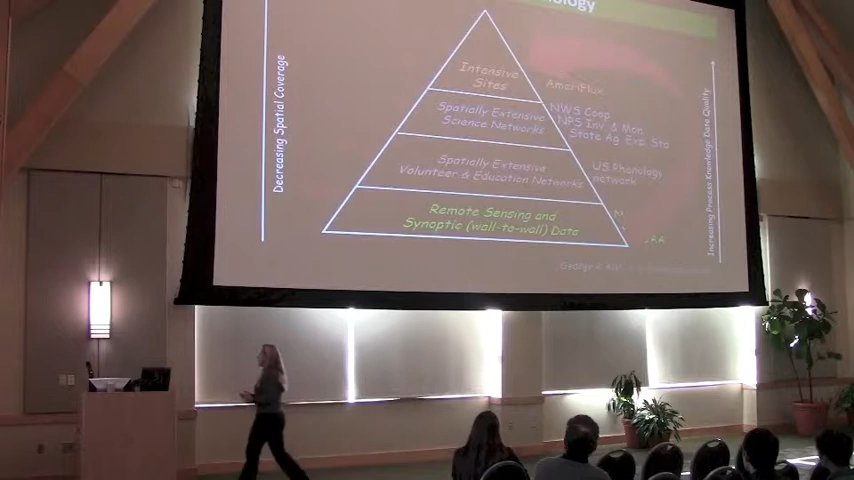 Decreasing Spatial Coverage
Intensive
Sites
AmeriFlux
Spatially Extensive
Science Networks
NWS Coop
NPS Inv & Mon
State Ag Exp Sta
Spatially Extensive
Volunteer & Education Networks
US Phenology
network
Remote Sensing and
Synoptic (wall-to-wall) Data
Increasing Process Knowledge Data Quality